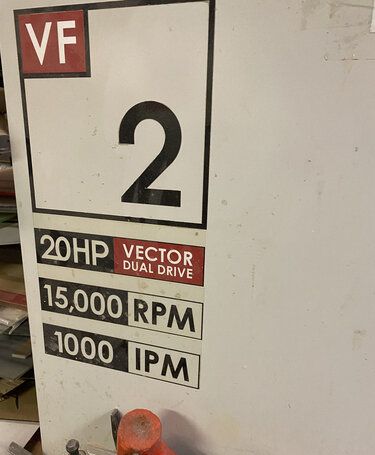 VF
2
20HP VECTOR
DUAL DRIVE
15,000 RPM
1000 IPM